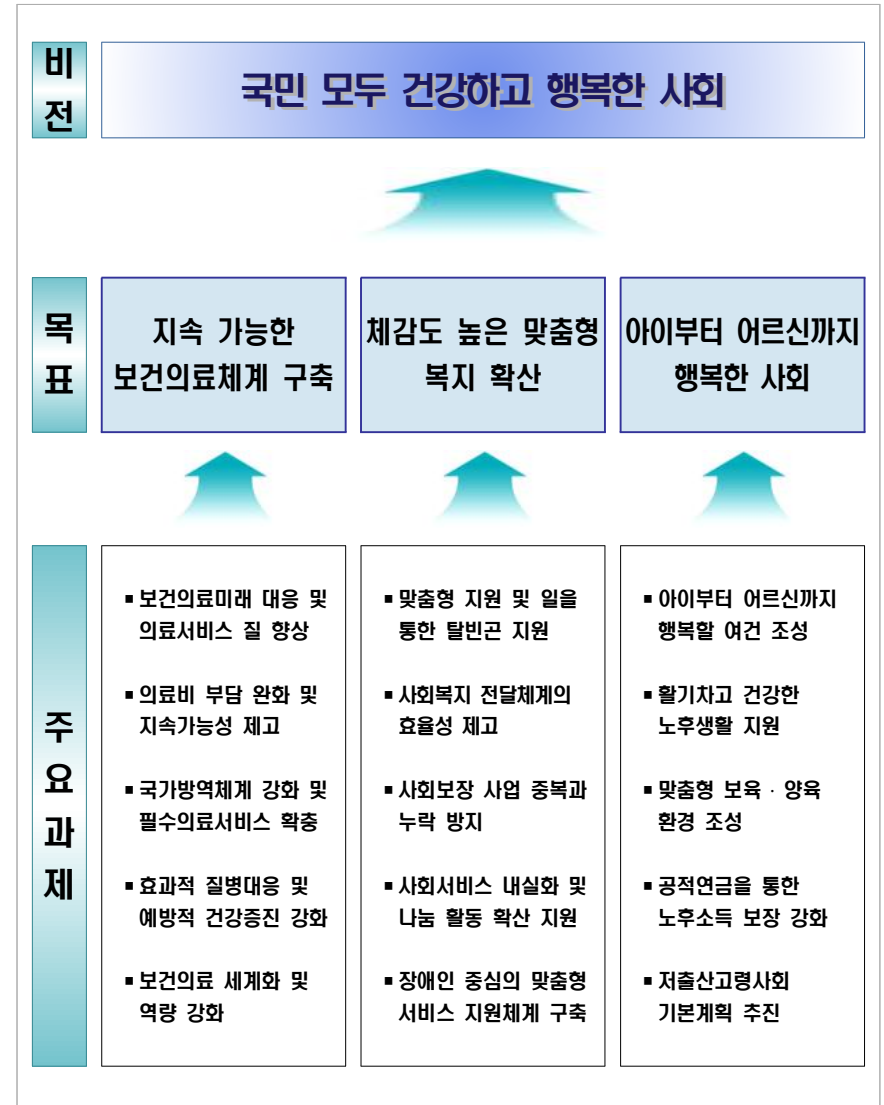 비전
국민 모두 건강하고 행복한 사회
목표
지속 가능한
보건의료체계 구축
체감도 높은 맞춤형
복지 확산
아이부터 어르신까지
행복한 사회
주요과제
▪ 보건의료미래 대응 및
의료서비스 질 향상
▪ 의료비 부담 완화 및
지속가능성 제고
▪ 국가방역체계 강화 및
필수의료서비스 확충
▪ 효과적 질병대응 및
예방적 건강증진 강화
▪ 보건의료 세계화 및
역량 강화
▪ 맞춤형 지원 및 일을
통한 탈빈곤 지원
▪ 사회복지 전달체계의
효율성 제고
▪ 사회보장 사업 중복과
누락 방지
▪ 사회서비스 내실화 및
나눔 활동 확산 지원
▪ 장애인 중심의 맞춤형
서비스 지원체계 구축
▪ 아이부터 어르신까지
행복할 여건 조성
▪ 활기차고 건강한
노후생활 지원
▪ 맞춤형 보육 · 양육
환경 조성
▪ 공적연금을 통한
노후소득 보장 강화
▪ 저출산고령사회
기본계획 추진